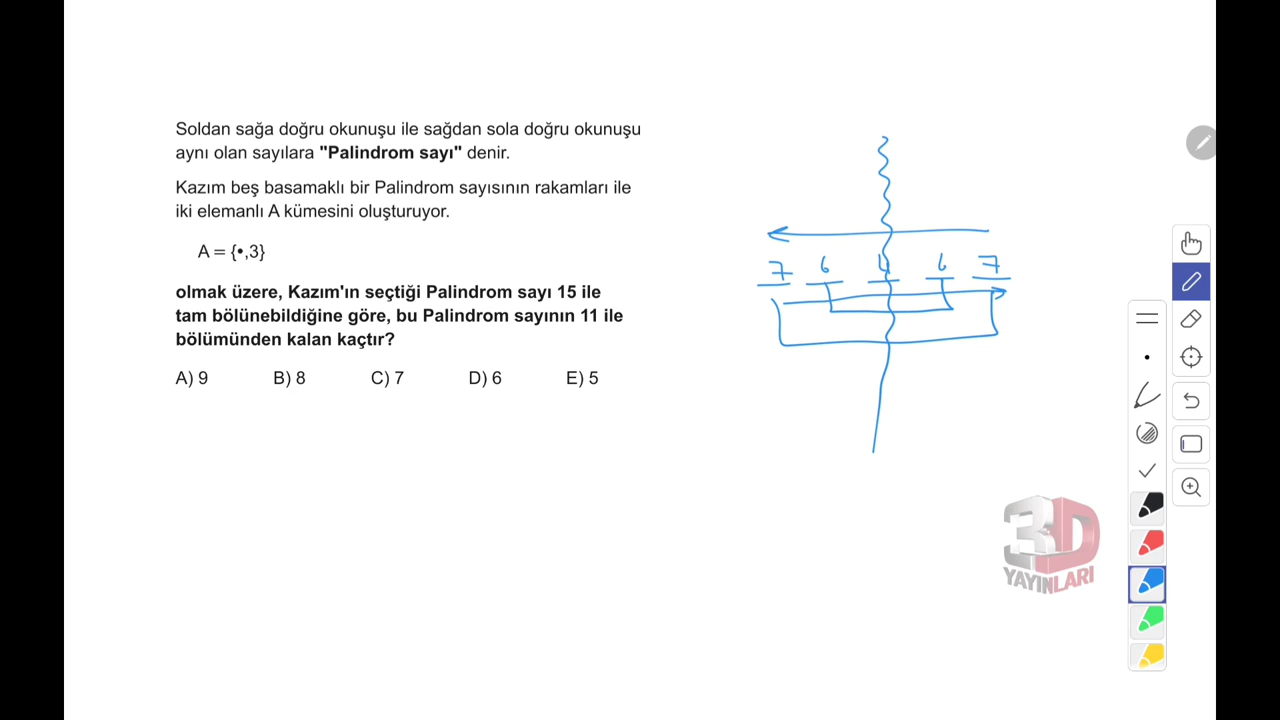 Soldan sağa doğru okunuşu ile sağdan sola doğru okunuşu
aynı olan sayılara "Palindrom sayı" denir.
Kazım beş basamaklı bir Palindrom sayısının rakamları ile
iki elemanlı A kümesini oluşturuyor.
A = {•,3}
olmak üzere, Kazım'ın seçtiği Palindrom sayı 15 ile
tam bölünebildiğine göre, bu Palindrom sayının 11 ile
bölümünden kalan kaçtır?
A) 9 B) 8 C) 7 D) 6 E) 5
7 6 4 6 7
3D
YAYINLARI